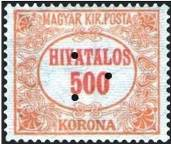 MAGYAR KIR. POSTA
HIVATALOS
500
KORONA